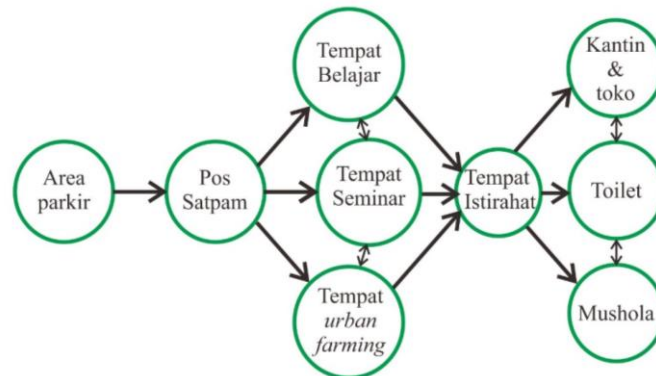 Area
parkir
Pos
Satpam
Tempat
Belajar
Tempat
Seminar
Tempat
urban
farming
Tempat
Istirahat
Kantin
&
toko
Toilet
Mushola